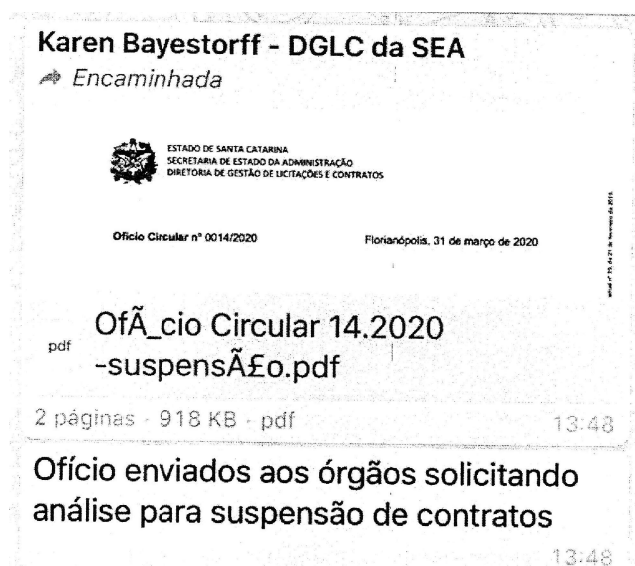 Karen Bayestorff - DGLC da SEA
Encaminhada
ESTADO DE SANTA CATARINA
SECRETARIA DE ESTADO DA ADMINISTRAÇÃO
DIRETORIA DE GESTÃO DE LICITAÇÕES E CONTRATOS
Ofício Circular nº 0014/2020
Florianópolis, 31 de março de 2020
OfÃ_cio Circular 14.2020
pdf
-suspensÃ£o.pdf
2 páginas · 918 KB · pdf
13:48
Ofício enviados aos órgãos solicitando
análise para suspensão de contratos
13:48